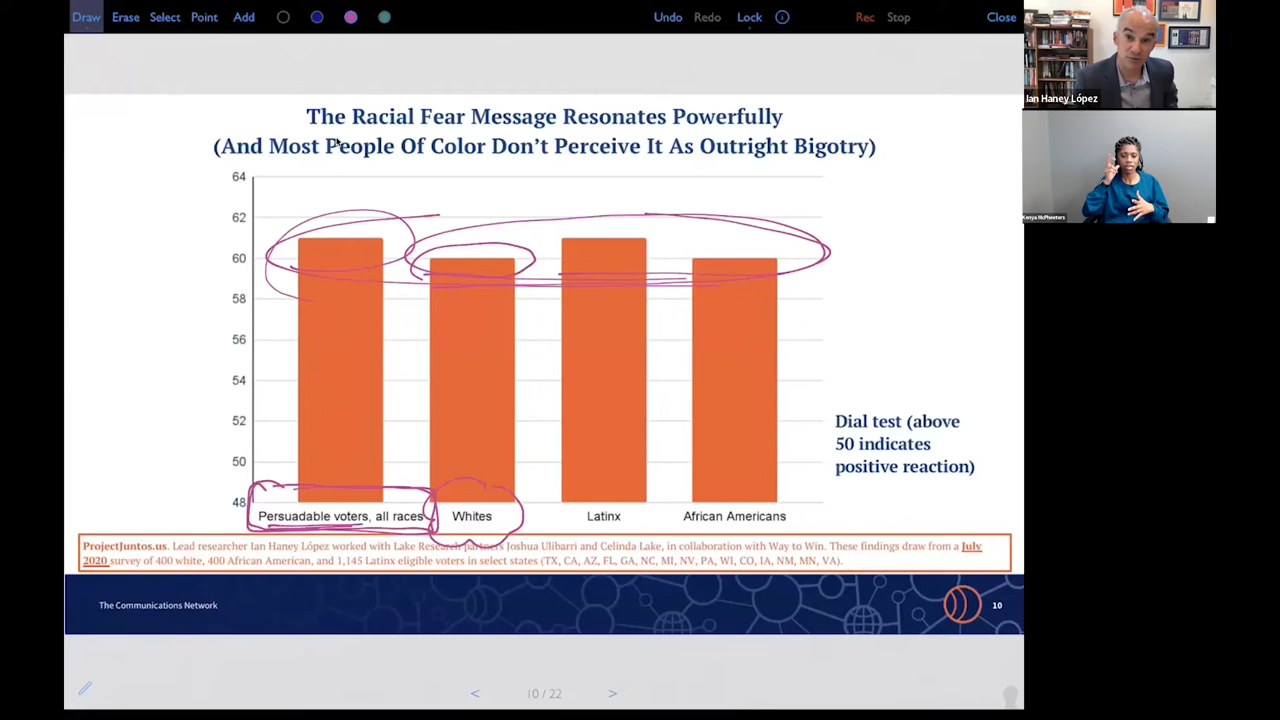 Draw Erase Select Point Add Undo Redo Lock Rec Stop Close
Ian Haney López
Kenya McPheeters
The Racial Fear Message Resonates Powerfully
(And Most People Of Color Don't Perceive It As Outright Bigotry)
64
62
60
58
56
54
52
50
48
Persuadable voters, all races Whites Latinx African Americans
Dial test (above
50 indicates
positive reaction)
ProjectJuntos.us. Lead researcher Ian Haney López worked with Lake Research partners Joshua Ulibarri and Celinda Lake, in collaboration with Way to Win. These findings draw from a July
2020 survey of 400 white, 400 African American, and 1,145 Latinx eligible voters in select states (TX, CA, AZ, FL, GA, NC, MI, NV, PA, WI, CO, IA, NM, MN, VA).
The Communications Network
10
< 10 / 22 >